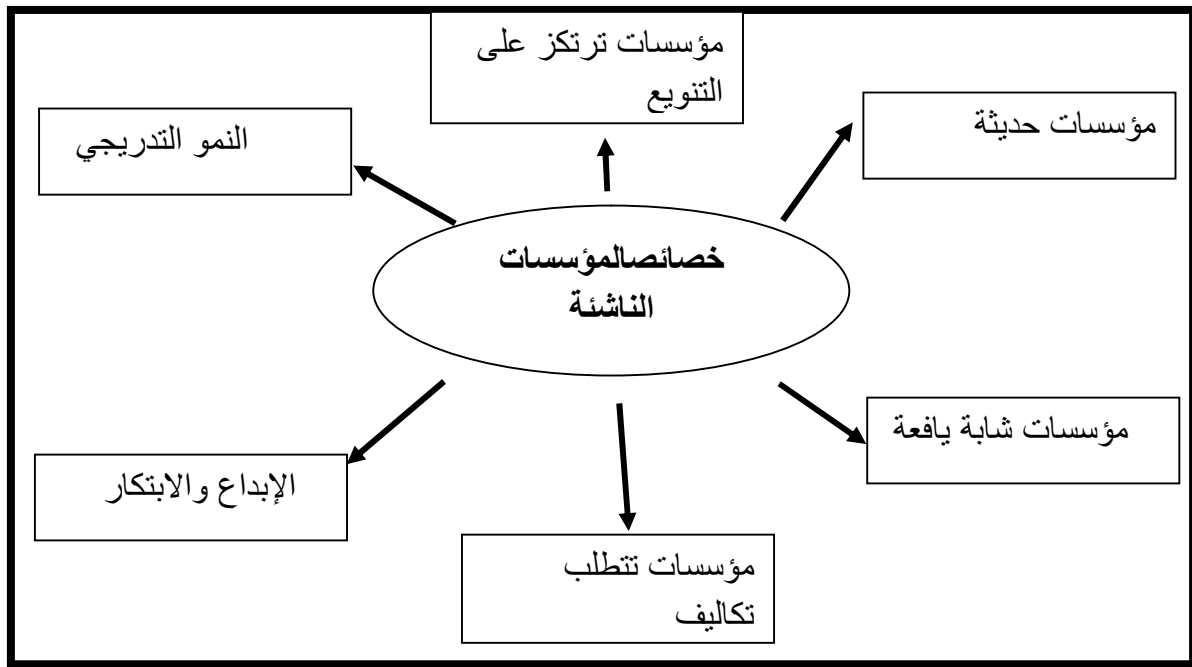 مؤسسات ترتكز على
التنويع
مؤسسات حديثة
النمو التدريجي
خصائصالمؤسسات
الناشئة
مؤسسات شابة يافعة
الإبداع والابتكار
مؤسسات تتطلب
تكاليف